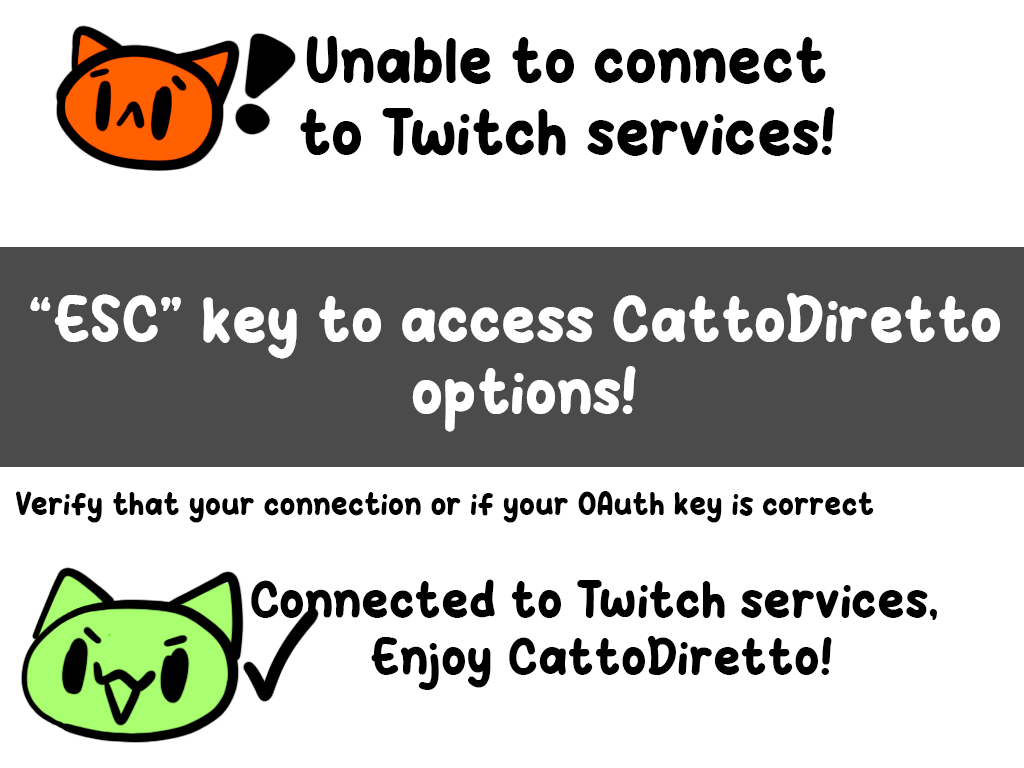 Unable to connect
to Twitch services!
“ESC” key to access CattoDiretto
options!
Verify that your connection or if your OAuth key is correct
Connected to Twitch services,
Enjoy CattoDiretto!